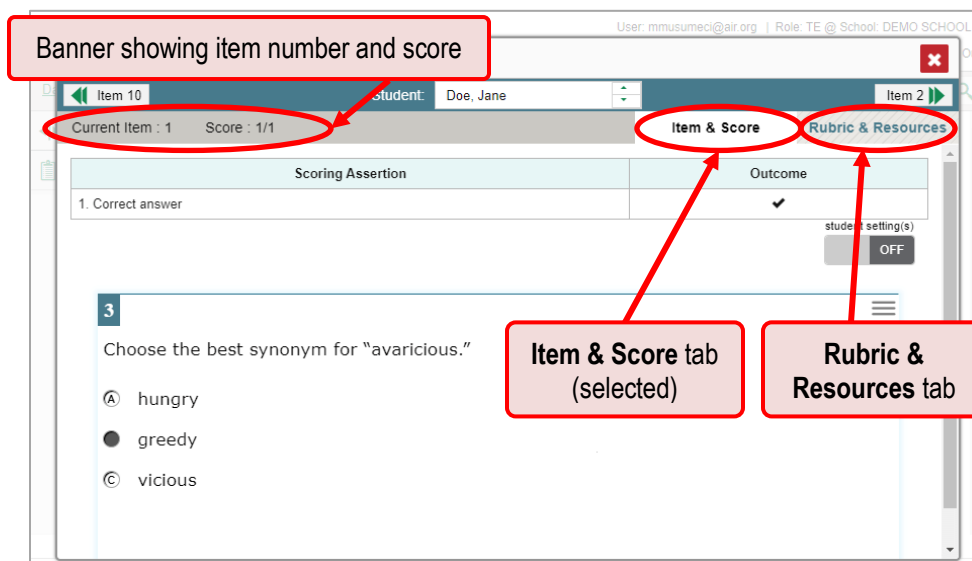 User: mmusumeci@air.org | Role: TE @ School: DEMO SCHOOL
Banner showing item number and score
Item 10 Student: Doe, Jane Item 2
Current Item : 1 Score : 1/1 Item & Score Rubric & Resources
Scoring Assertion Outcome
1. Correct answer ✔
student setting(s)
OFF
3
Choose the best synonym for “avaricious.”
A hungry
greedy
C vicious
Item & Score tab
(selected)
Rubric &
Resources tab